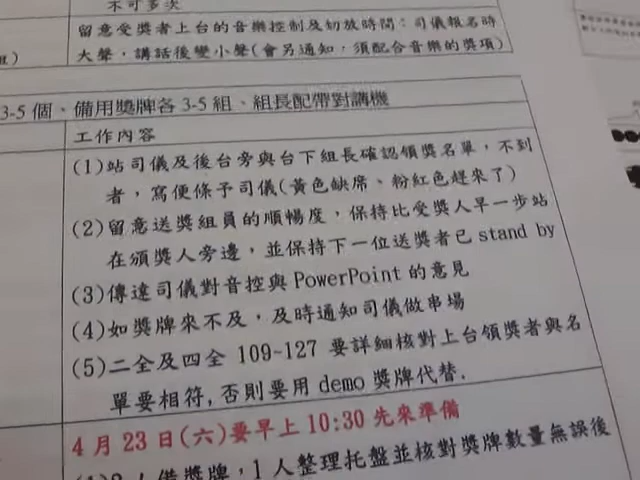 不可多次
留意受獎者上台的音樂控制及初放時間：司儀報名時
大聲，講話後變小聲(會另通知，須配合音樂的獎項)
3-5 個、備用獎牌各 3-5 組、組長配帶對講機
工作內容
(1)站司儀及後台旁與台下組長確認領獎名單，不到
者，寫便條予司儀(黃色缺席、粉紅色趕來了)
(2)留意送獎組員的順暢度，保持比受獎人早一步站
在頒獎人旁邊，並保持下一位送獎者已 stand by
(3)傳達司儀對音控與 PowerPoint 的意見
(4)如獎牌來不及，及時通知司儀做串場
(5)二全及四全 109~127 要詳細核對上台領獎者與名
單要相符, 否則要用 demo 獎牌代替.
4 月 23 日(六)要早上 10:30 先來準備
人備獎牌，1 人整理托盤並核對獎牌數量無誤後